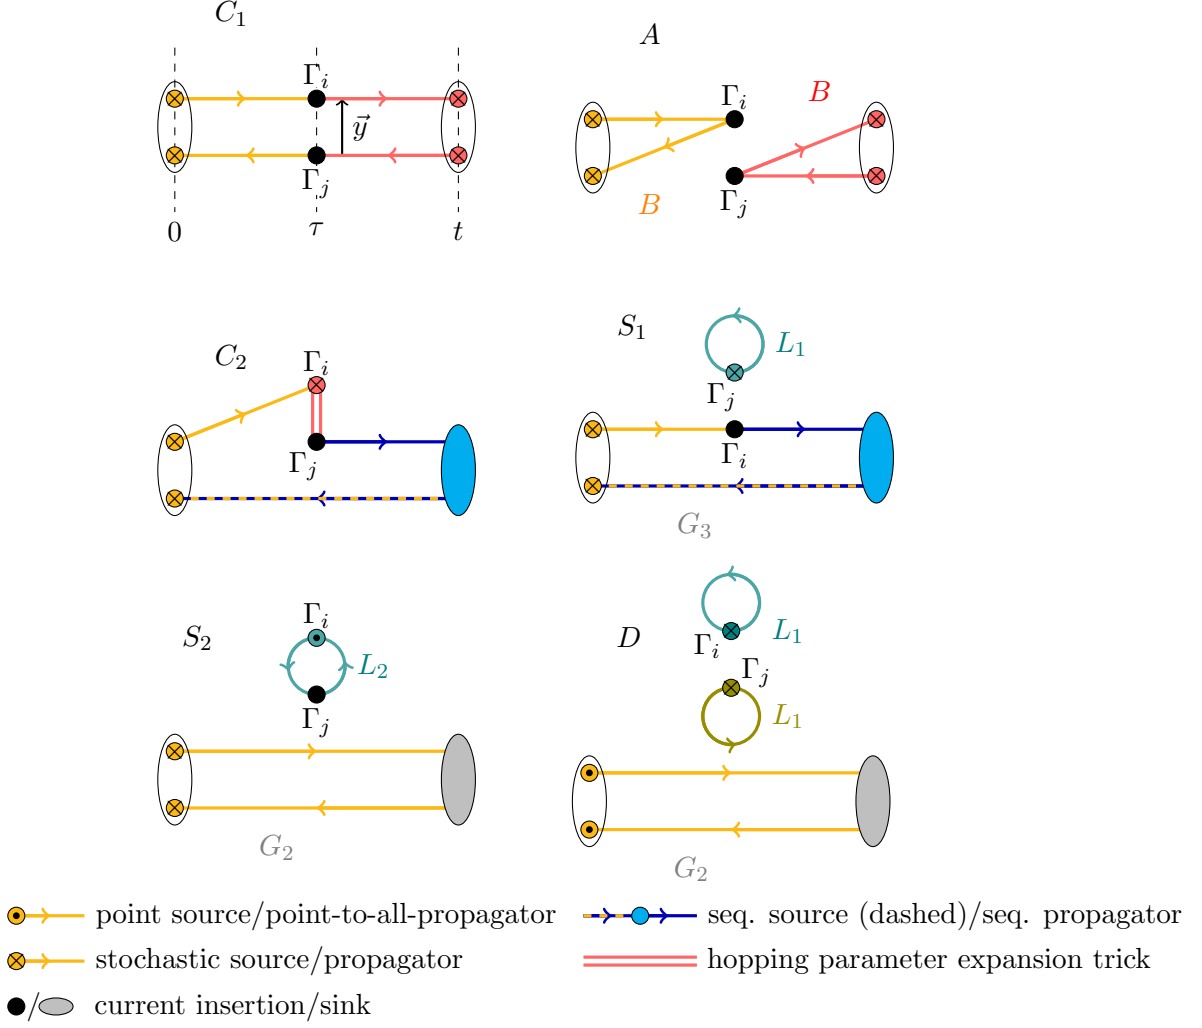 C₁
A
Γᵢ
y⃗
Γⱼ
0
τ
t
Γᵢ
B
B
Γⱼ
C₂
Γᵢ
Γⱼ
S₁
L₁
Γⱼ
Γᵢ
G₃
S₂
Γᵢ
L₂
Γⱼ
G₂
D
Γᵢ
L₁
Γⱼ
L₁
G₂
point source/point-to-all-propagator
seq. source (dashed)/seq. propagator
stochastic source/propagator
hopping parameter expansion trick
/
current insertion/sink